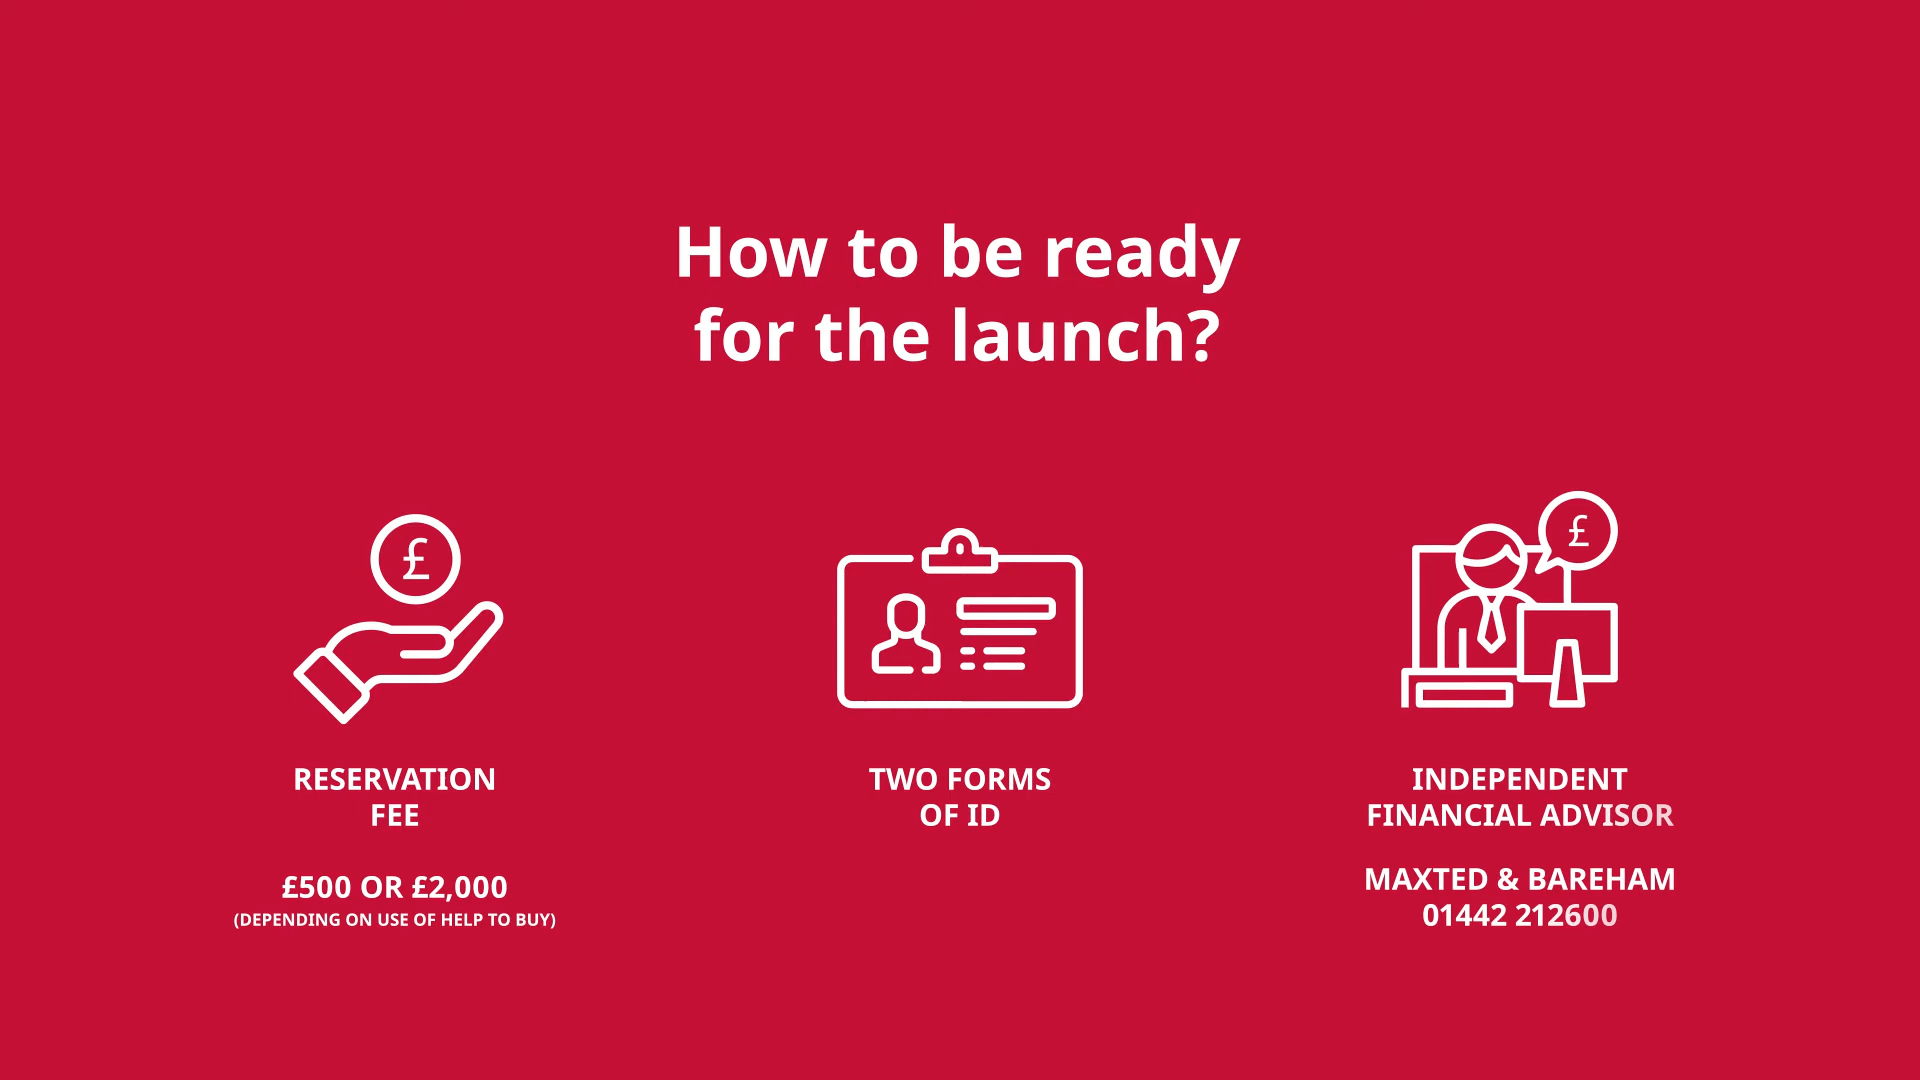 How to be ready
for the launch?
£
£
RESERVATION
FEE
£500 OR £2,000
(DEPENDING ON USE OF HELP TO BUY)
TWO FORMS
OF ID
INDEPENDENT
FINANCIAL ADVISOR
MAXTED & BAREHAM
01442 212600